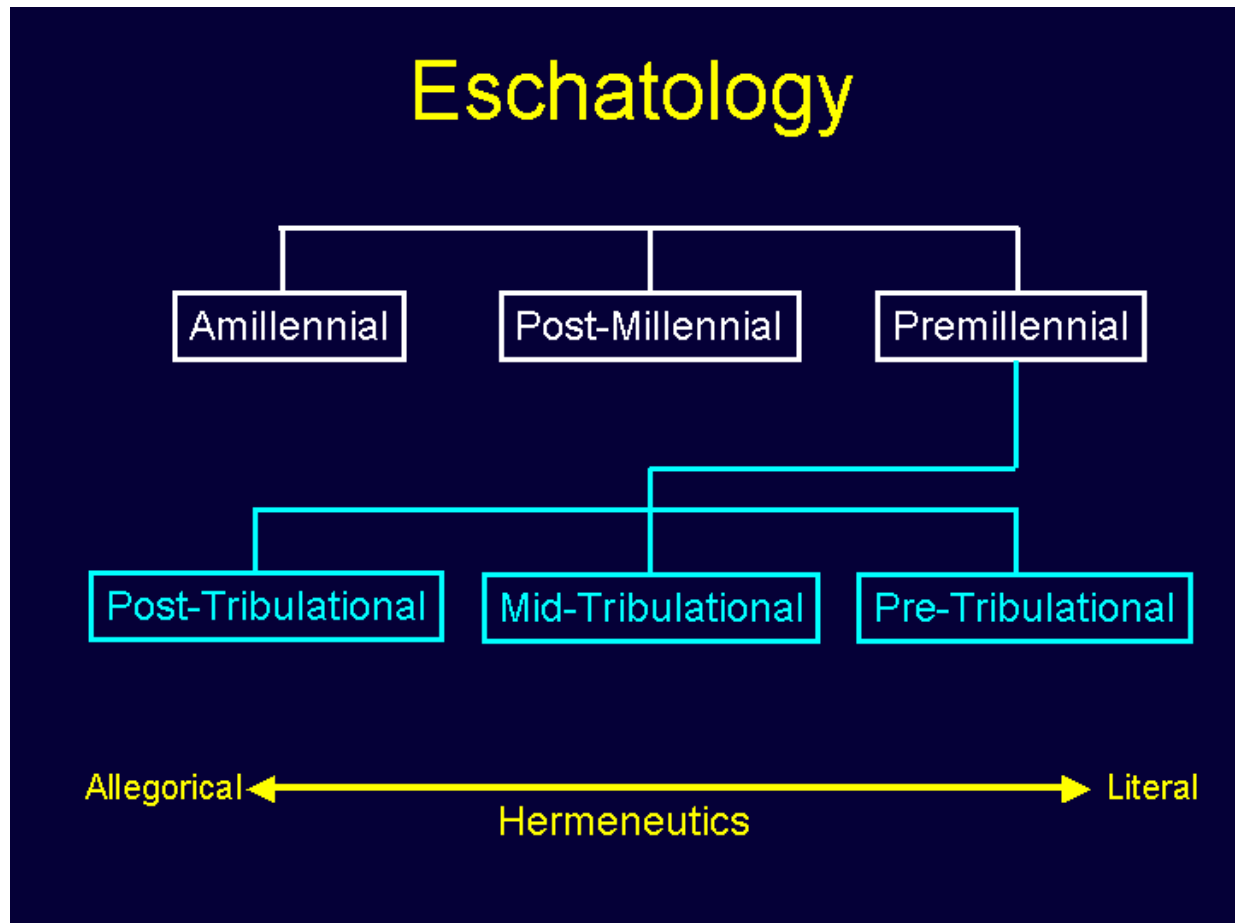 Eschatology
Amillennial
Post-Millennial
Premillennial
Post-Tribulational
Mid-Tribulational
Pre-Tribulational
Allegorical
Literal
Hermeneutics